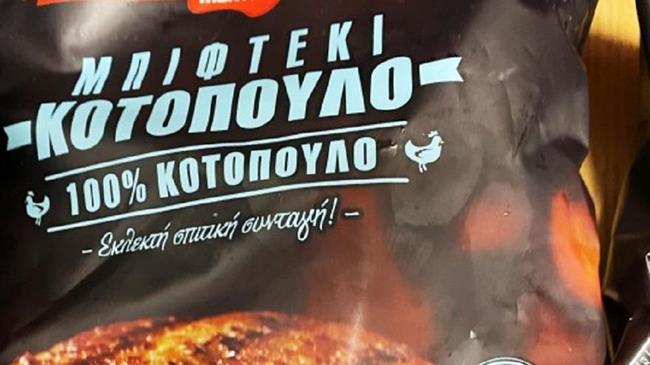 ΜΠΙΦΤΕΚΙ
ΚΟΤΟΠΟΥΛΟ
100% ΚΟΤΟΠΟΥΛΟ
- Εκλεκτή σπιτική συνταγή! -